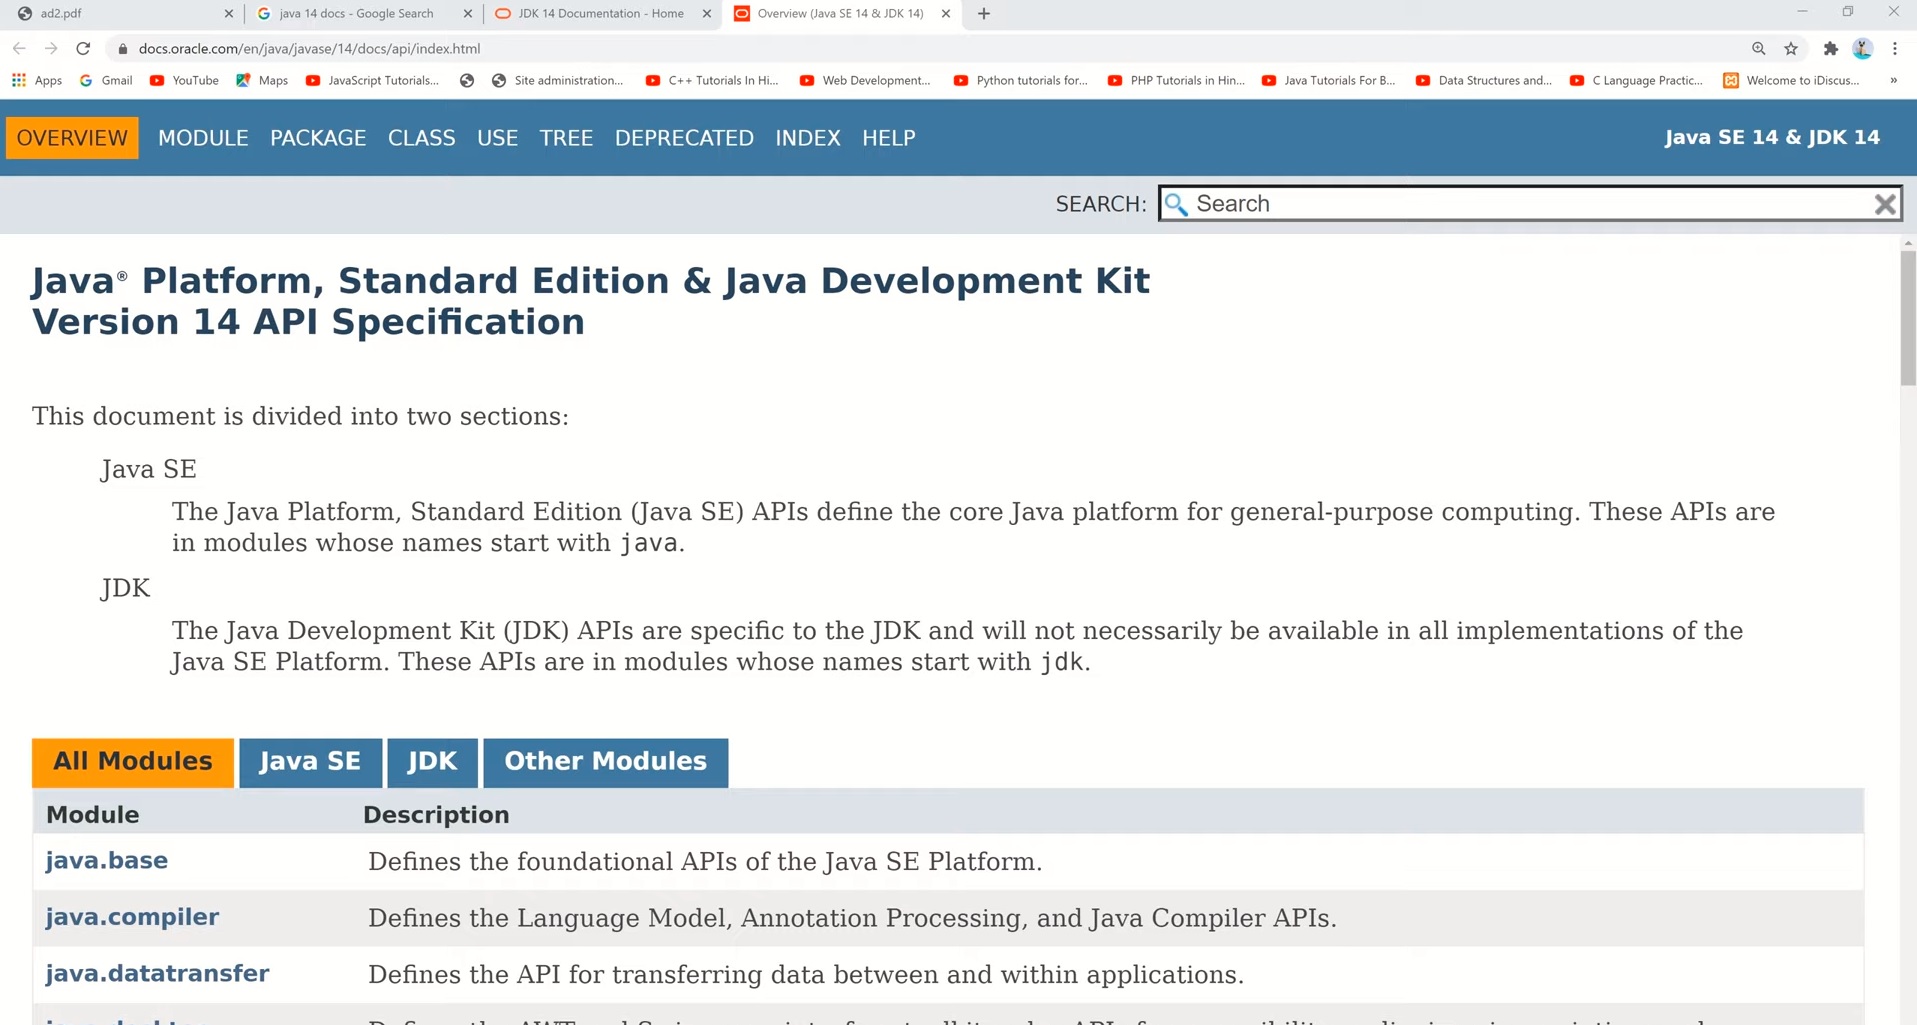 ad2.pdf
java 14 docs - Google Search
JDK 14 Documentation - Home
Overview (Java SE 14 & JDK 14)
docs.oracle.com/en/java/javase/14/docs/api/index.html
Apps
Gmail
YouTube
Maps
JavaScript Tutorials...
Site administration...
C++ Tutorials In Hi...
Web Development...
Python tutorials for...
PHP Tutorials in Hin...
Java Tutorials For B...
Data Structures and...
C Language Practic...
Welcome to iDiscus...
»
OVERVIEW MODULE PACKAGE CLASS USE TREE DEPRECATED INDEX HELP
Java SE 14 & JDK 14
SEARCH: Search
Java® Platform, Standard Edition & Java Development Kit
Version 14 API Specification
This document is divided into two sections:
Java SE
The Java Platform, Standard Edition (Java SE) APIs define the core Java platform for general-purpose computing. These APIs are
in modules whose names start with java.
JDK
The Java Development Kit (JDK) APIs are specific to the JDK and will not necessarily be available in all implementations of the
Java SE Platform. These APIs are in modules whose names start with jdk.
All Modules Java SE JDK Other Modules
Module Description
java.base Defines the foundational APIs of the Java SE Platform.
java.compiler Defines the Language Model, Annotation Processing, and Java Compiler APIs.
java.datatransfer Defines the API for transferring data between and within applications.